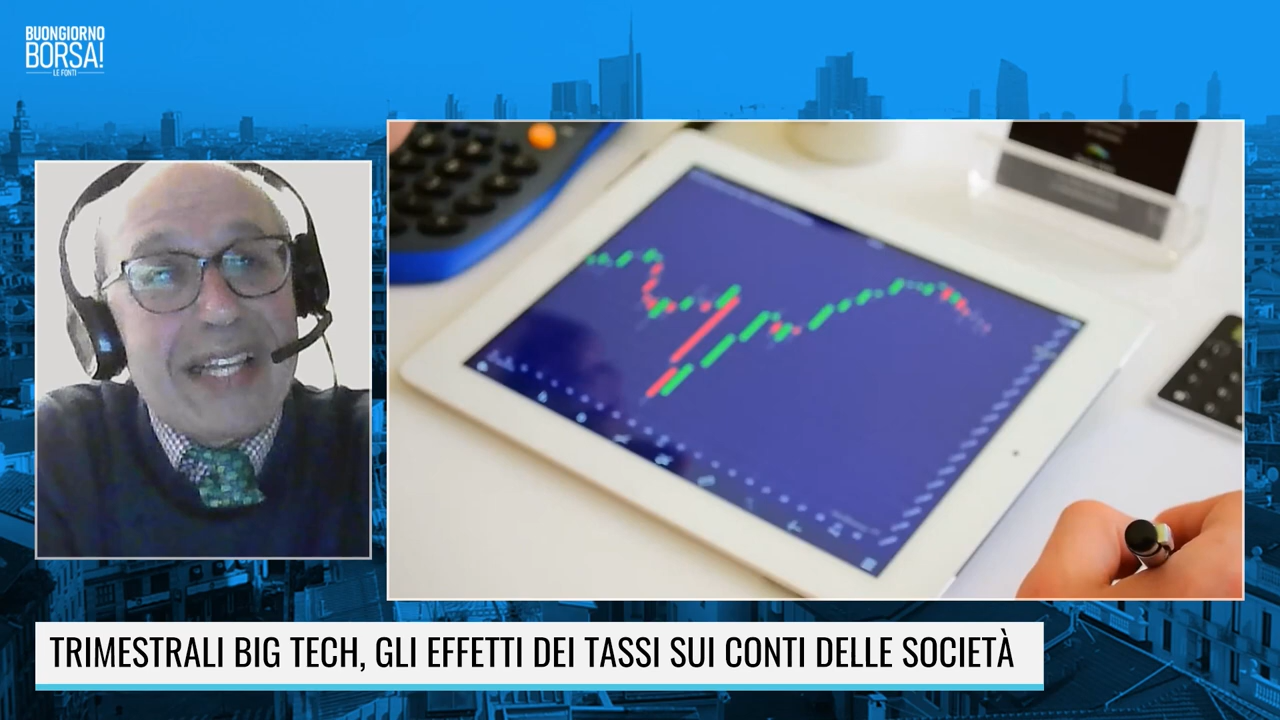 BUONGIORNO
BORSA!
LE FONTI
TRIMESTRALI BIG TECH, GLI EFFETTI DEI TASSI SUI CONTI DELLE SOCIETÀ